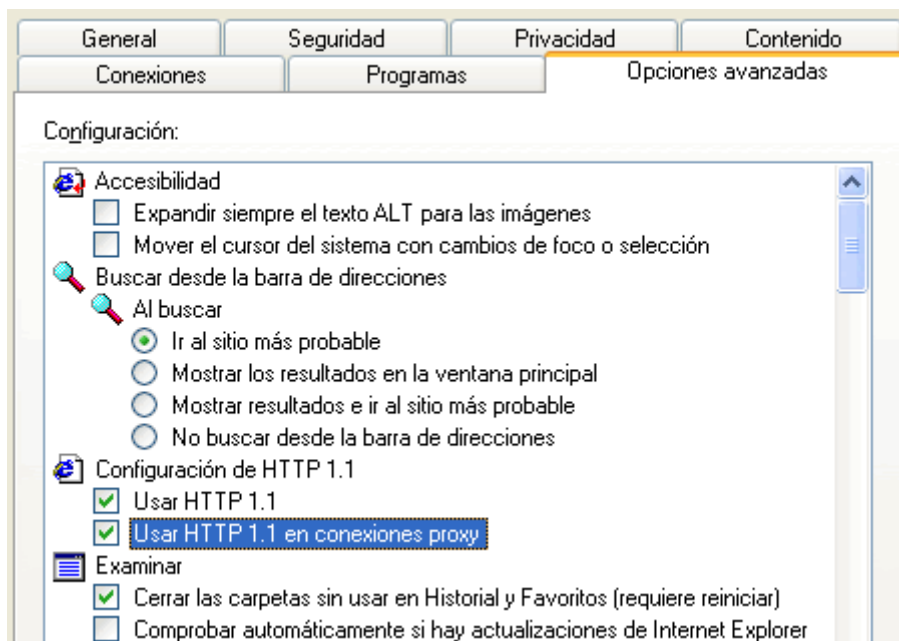 General Seguridad Privacidad Contenido
Conexiones Programas Opciones avanzadas
Configuración:
Accesibilidad
Expandir siempre el texto ALT para las imágenes
Mover el cursor del sistema con cambios de foco o selección
Buscar desde la barra de direcciones
Al buscar
Ir al sitio más probable
Mostrar los resultados en la ventana principal
Mostrar resultados e ir al sitio más probable
No buscar desde la barra de direcciones
Configuración de HTTP 1.1
Usar HTTP 1.1
Usar HTTP 1.1 en conexiones proxy
Examinar
Cerrar las carpetas sin usar en Historial y Favoritos (requiere reiniciar)
Comprobar automáticamente si hay actualizaciones de Internet Explorer